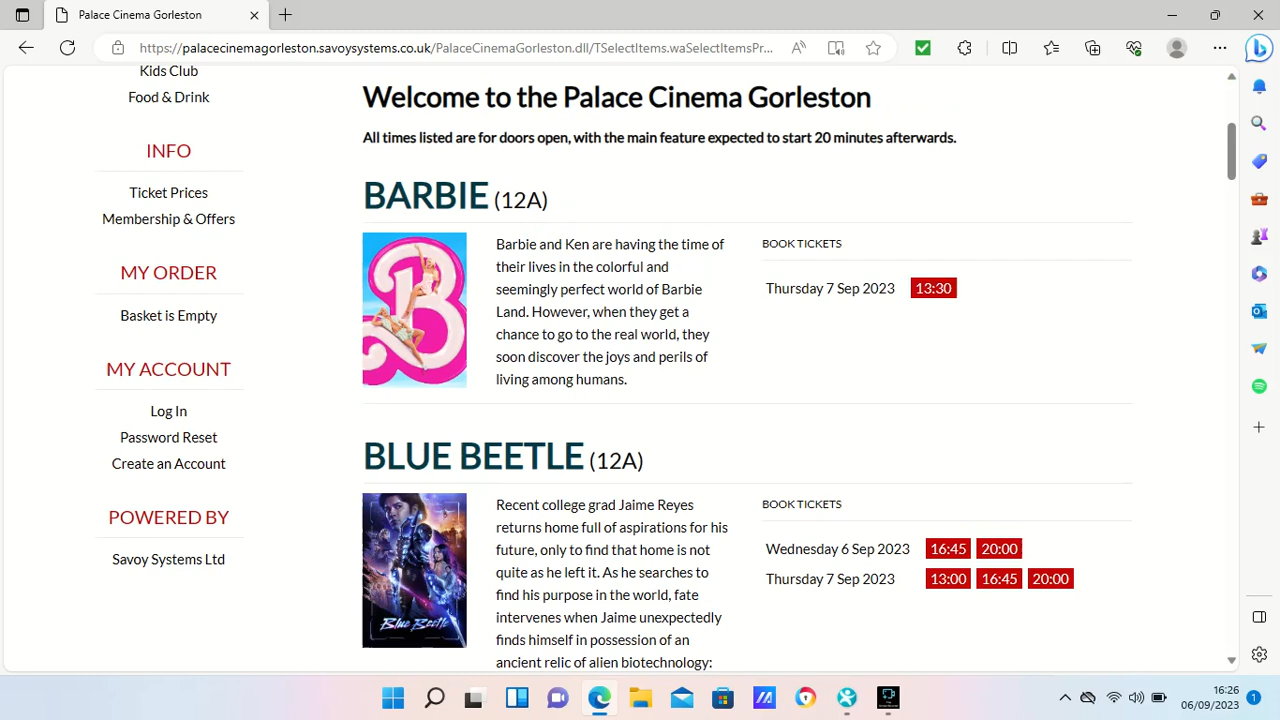 Palace Cinema Gorleston
https://palacecinemagorleston.savoysystems.co.uk/PalaceCinemaGorleston.dll/TSelectItems.waSelectItemsPr...
Kids Club
Food & Drink
INFO
Ticket Prices
Membership & Offers
MY ORDER
Basket is Empty
MY ACCOUNT
Log In
Password Reset
Create an Account
POWERED BY
Savoy Systems Ltd
Welcome to the Palace Cinema Gorleston
All times listed are for doors open, with the main feature expected to start 20 minutes afterwards.
BARBIE (12A)
Barbie and Ken are having the time of
their lives in the colorful and
seemingly perfect world of Barbie
Land. However, when they get a
chance to go to the real world, they
soon discover the joys and perils of
living among humans.
BOOK TICKETS
Thursday 7 Sep 2023 13:30
BLUE BEETLE (12A)
Blue Beetle
Recent college grad Jaime Reyes
returns home full of aspirations for his
future, only to find that home is not
quite as he left it. As he searches to
find his purpose in the world, fate
intervenes when Jaime unexpectedly
finds himself in possession of an
ancient relic of alien biotechnology:
BOOK TICKETS
Wednesday 6 Sep 2023 16:45 20:00
Thursday 7 Sep 2023 13:00 16:45 20:00
16:26
06/09/2023
1